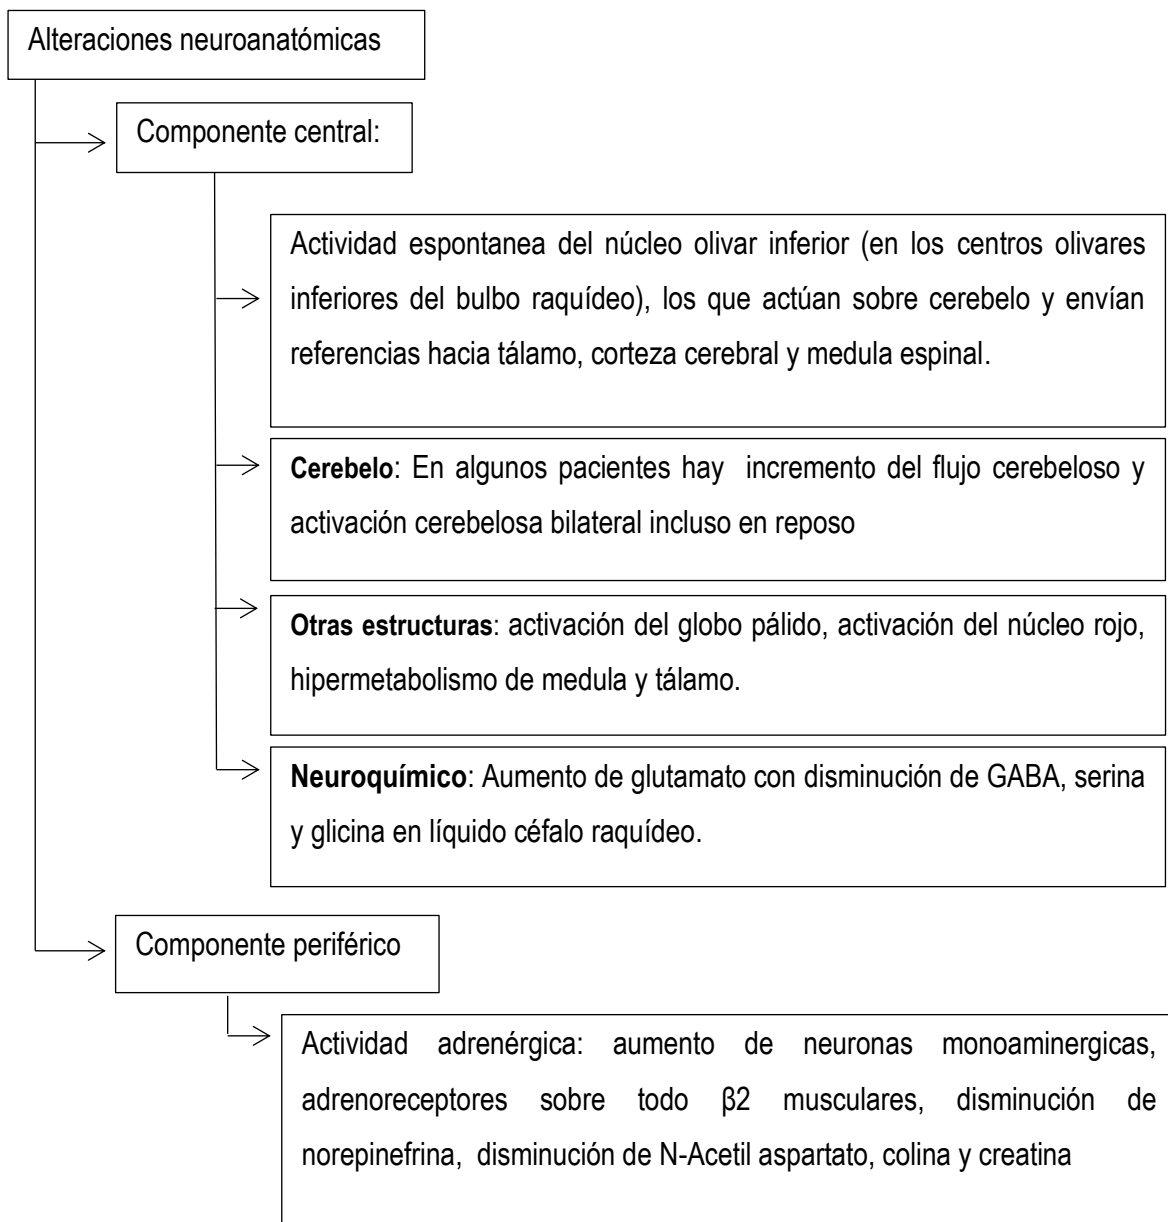 Alteraciones neuroanatómicas
Componente central:
Actividad espontanea del núcleo olivar inferior (en los centros olivares
inferiores del bulbo raquídeo), los que actúan sobre cerebelo y envían
referencias hacia tálamo, corteza cerebral y medula espinal.
Cerebelo: En algunos pacientes hay incremento del flujo cerebeloso y
activación cerebelosa bilateral incluso en reposo
Otras estructuras: activación del globo pálido, activación del núcleo rojo,
hipermetabolismo de medula y tálamo.
Neuroquímico: Aumento de glutamato con disminución de GABA, serina
y glicina en líquido céfalo raquídeo.
Componente periférico
Actividad adrenérgica: aumento de neuronas monoaminergicas,
adrenoreceptores sobre todo β2 musculares, disminución de
norepinefrina, disminución de N-Acetil aspartato, colina y creatina